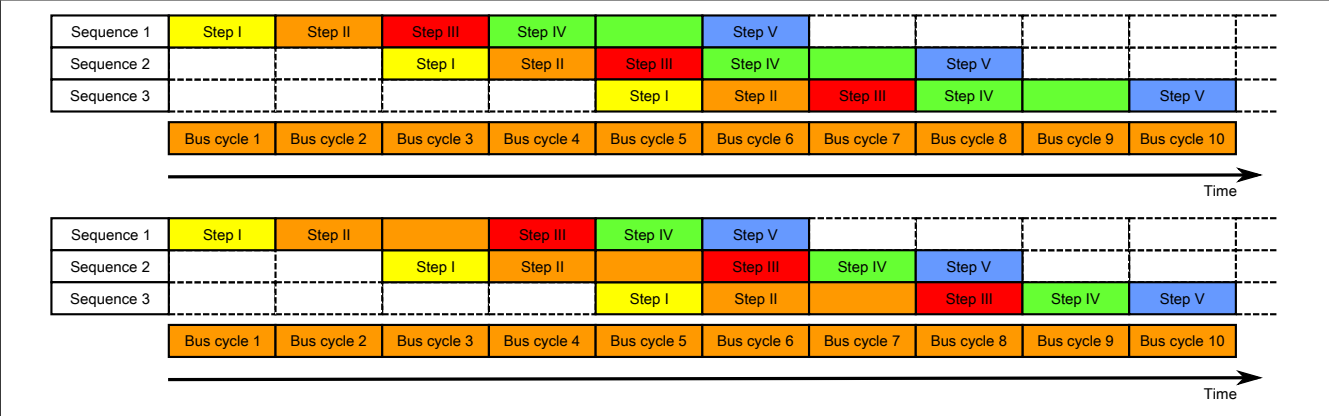 Sequence 1 Step I Step II Step III Step IV Step V
Sequence 2 Step I Step II Step III Step IV Step V
Sequence 3 Step I Step II Step III Step IV Step V
Bus cycle 1 Bus cycle 2 Bus cycle 3 Bus cycle 4 Bus cycle 5 Bus cycle 6 Bus cycle 7 Bus cycle 8 Bus cycle 9 Bus cycle 10
Time
Sequence 1 Step I Step II Step III Step IV Step V
Sequence 2 Step I Step II Step III Step IV Step V
Sequence 3 Step I Step II Step III Step IV Step V
Bus cycle 1 Bus cycle 2 Bus cycle 3 Bus cycle 4 Bus cycle 5 Bus cycle 6 Bus cycle 7 Bus cycle 8 Bus cycle 9 Bus cycle 10
Time